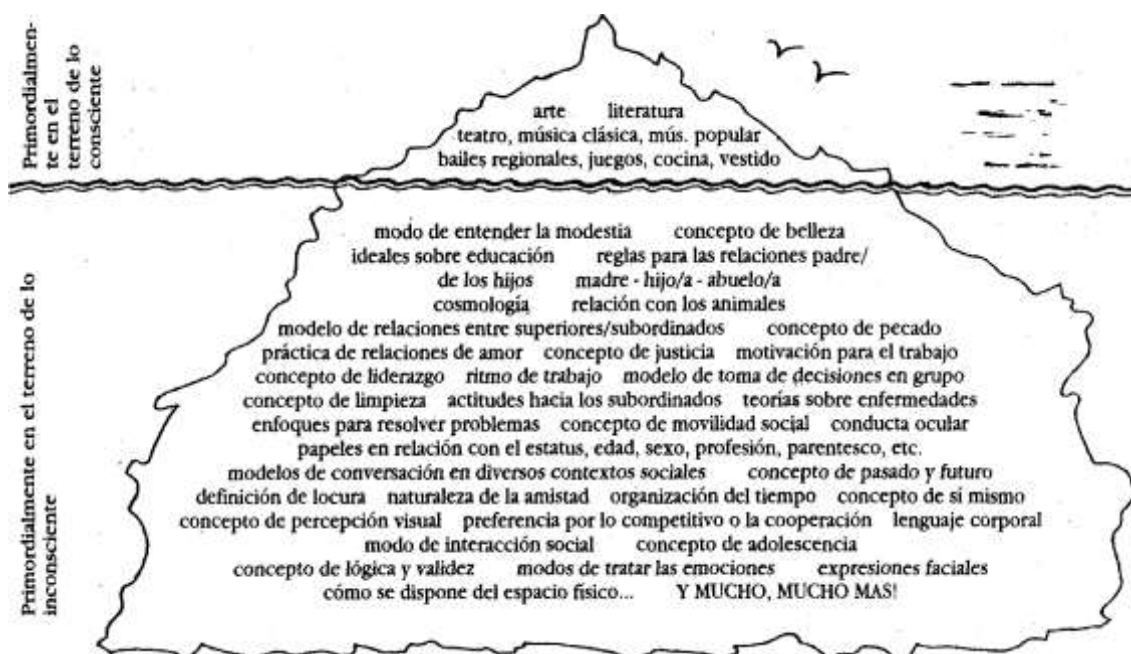 Primordialmen-
te en el
terreno de lo
consciente
arte literatura
teatro, música clásica, mús. popular
bailes regionales, juegos, cocina, vestido
Primordialmente en el terreno de lo
inconsciente
modo de entender la modestia concepto de belleza
ideales sobre educación reglas para las relaciones padre/
de los hijos madre - hijo/a - abuelo/a
cosmología relación con los animales
modelo de relaciones entre superiores/subordinados concepto de pecado
práctica de relaciones de amor concepto de justicia motivación para el trabajo
concepto de liderazgo ritmo de trabajo modelo de toma de decisiones en grupo
concepto de limpieza actitudes hacia los subordinados teorías sobre enfermedades
enfoques para resolver problemas concepto de movilidad social conducta ocular
papeles en relación con el estatus, edad, sexo, profesión, parentesco, etc.
modelos de conversación en diversos contextos sociales concepto de pasado y futuro
definición de locura naturaleza de la amistad organización del tiempo concepto de sí mismo
concepto de percepción visual preferencia por lo competitivo o la cooperación lenguaje corporal
modo de interacción social concepto de adolescencia
concepto de lógica y validez modos de tratar las emociones expresiones faciales
cómo se dispone del espacio físico... Y MUCHO, MUCHO MAS!